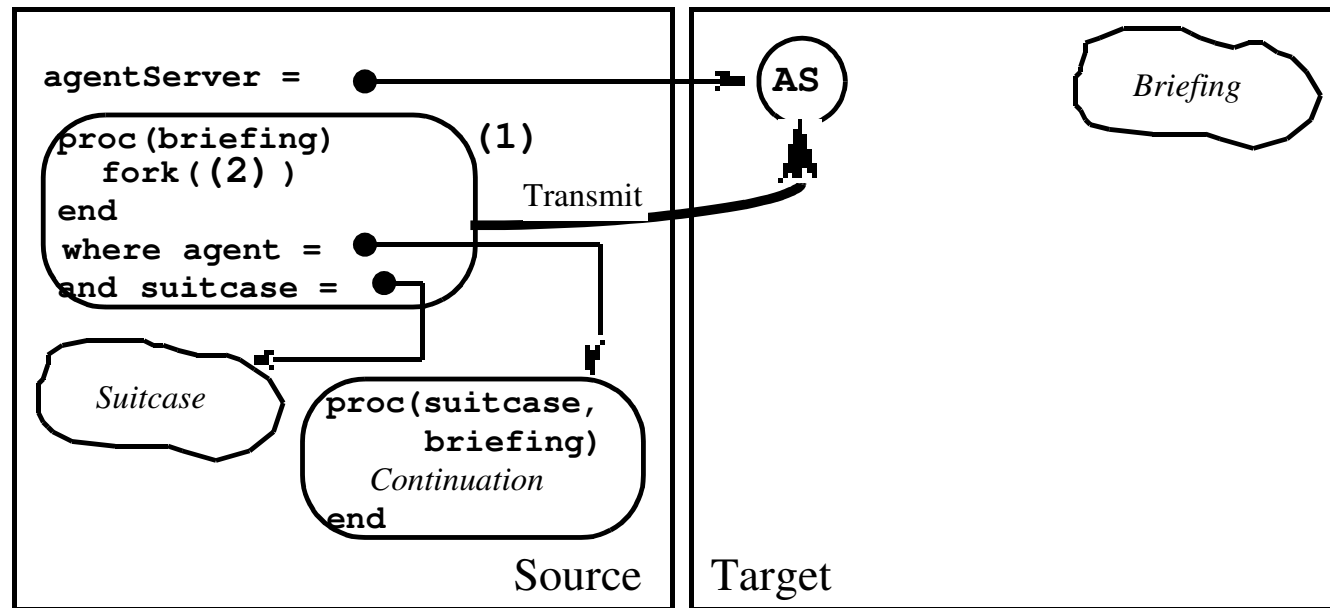 agentServer =
AS
Briefing
proc(briefing)
(1)
fork((2))
end
Transmit
where agent =
and suitcase =
Suitcase
proc(suitcase,
briefing)
Continuation
end
Source
Target